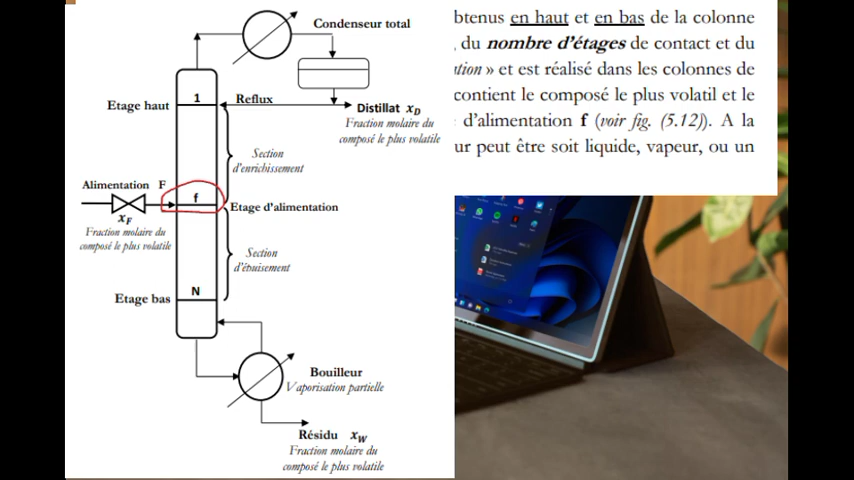 Condenseur total
1
Etage haut
Reflux
Distillat xD
Fraction molaire du
composé le plus volatile
Section
d'enrichissement
Alimentation F
f
Etage d'alimentation
xF
Fraction molaire du
composé le plus volatile
Section
d'épuisement
N
Etage bas
Bouilleur
Vaporisation partielle
Résidu xW
Fraction molaire du
composé le plus volatile
btenus en haut et en bas de la colonne
du nombre d'étages de contact et du
tion » et est réalisé dans les colonnes de
contient le composé le plus volatil et le
d'alimentation f (voir fig. (5.12)). A la
ur peut être soit liquide, vapeur, ou un